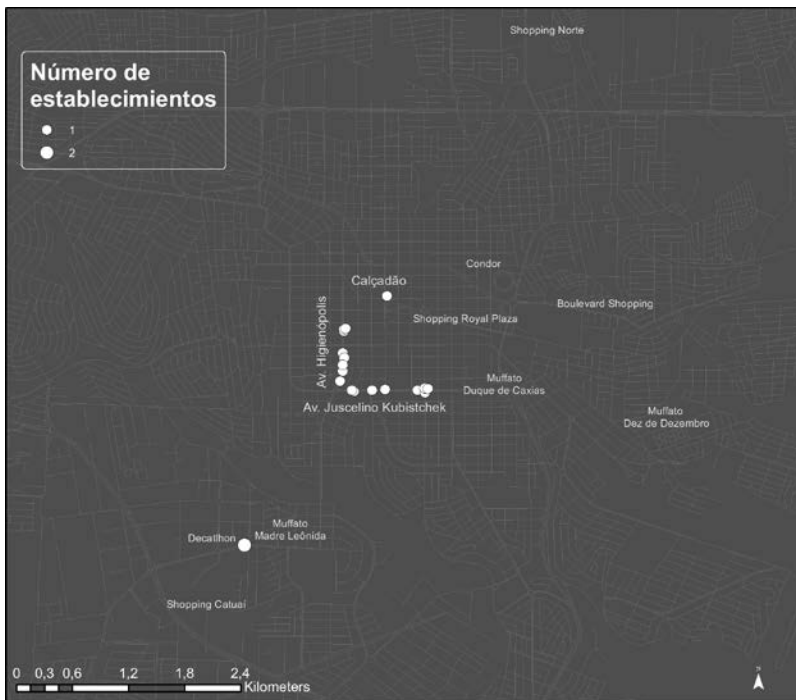 Shopping Norte
Número de
establecimientos
1
2
Condor
Calçadão
Boulevard Shopping
Shopping Royal Plaza
Av. Higienópolis
Muffato
Duque de Caxias
Av. Juscelino Kubistchek
Muffato
Dez de Dezembro
Muffato
Madre Leônida
Decatlhon
Shopping Catuaí
0 0,3 0,6 1,2 1,8 2,4
Kilometers